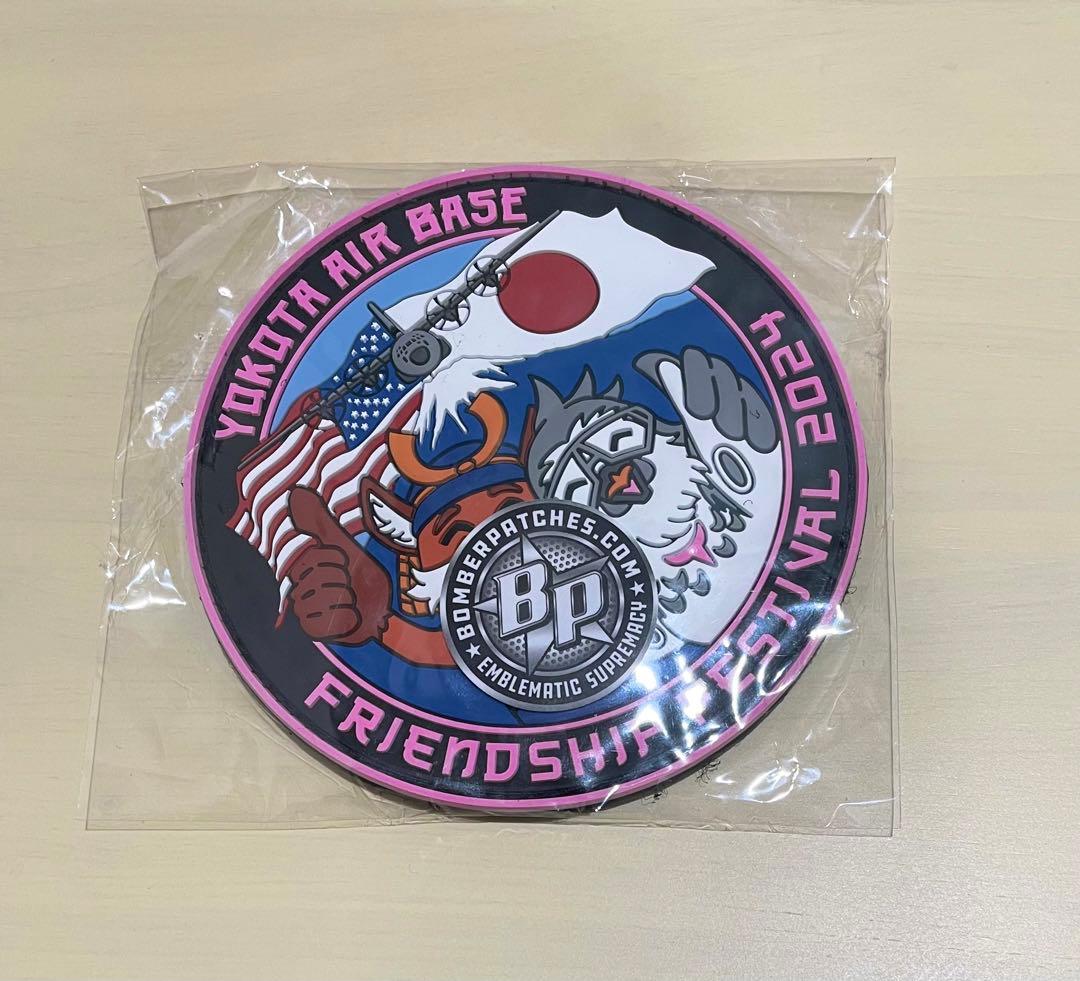 YOKOTA AIR BASE
FRIENDSHIP FESTIVAL 2024
BOMBERPATCHES.COM
BP
EMBLEMATIC SUPREMACY